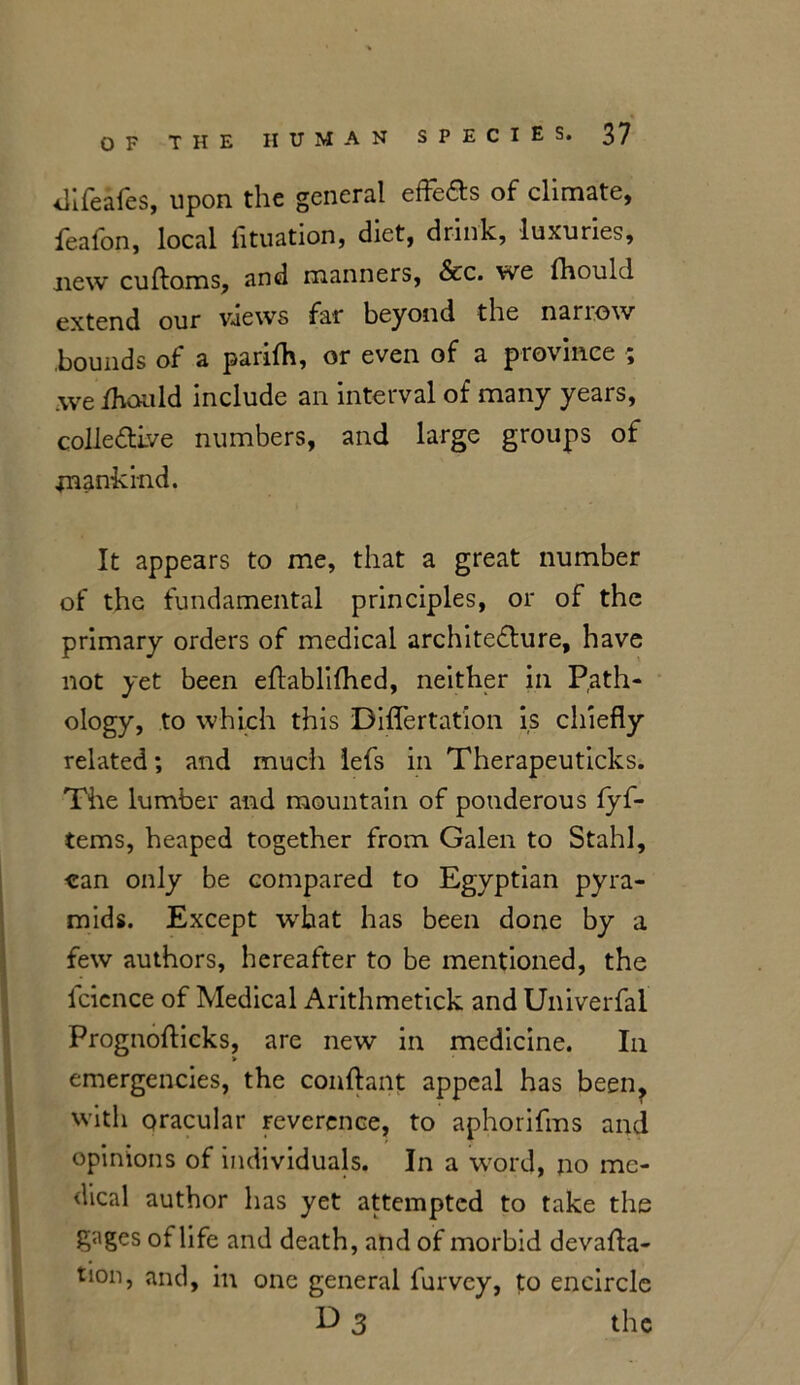 OF THE HUMAN SPECIES. 37
difeafes, upon the general effects of climate,
feafon, local fituation, diet, drink, luxuries,
new cuftoms, and manners, &c. we fhould
extend our views far beyond the narrow
bounds of a parifh, or even of a province ;
we fhould include an interval of many years,
collective numbers, and large groups of
mankind.
It appears to me, that a great number
of the fundamental principles, or of the
primary orders of medical architecture, have
not yet been eftablifhed, neither in Path-
ology, to which this Differtation is chiefly
related; and much lefs in Therapeuticks.
The lumber and mountain of ponderous fyf-
tems, heaped together from Galen to Stahl,
can only be compared to Egyptian pyra-
mids. Except what has been done by a
few authors, hereafter to be mentioned, the
fcience of Medical Arithmetick and Univerfal
Prognofticks, are new in medicine. In
emergencies, the conftant appeal has been,
with oracular reverence, to aphorifms and
opinions of individuals. In a word, no me-
dical author has yet attempted to take the
gages of life and death, and of morbid devafta-
tion, and, in one general furvey, to encircle
D 3 the